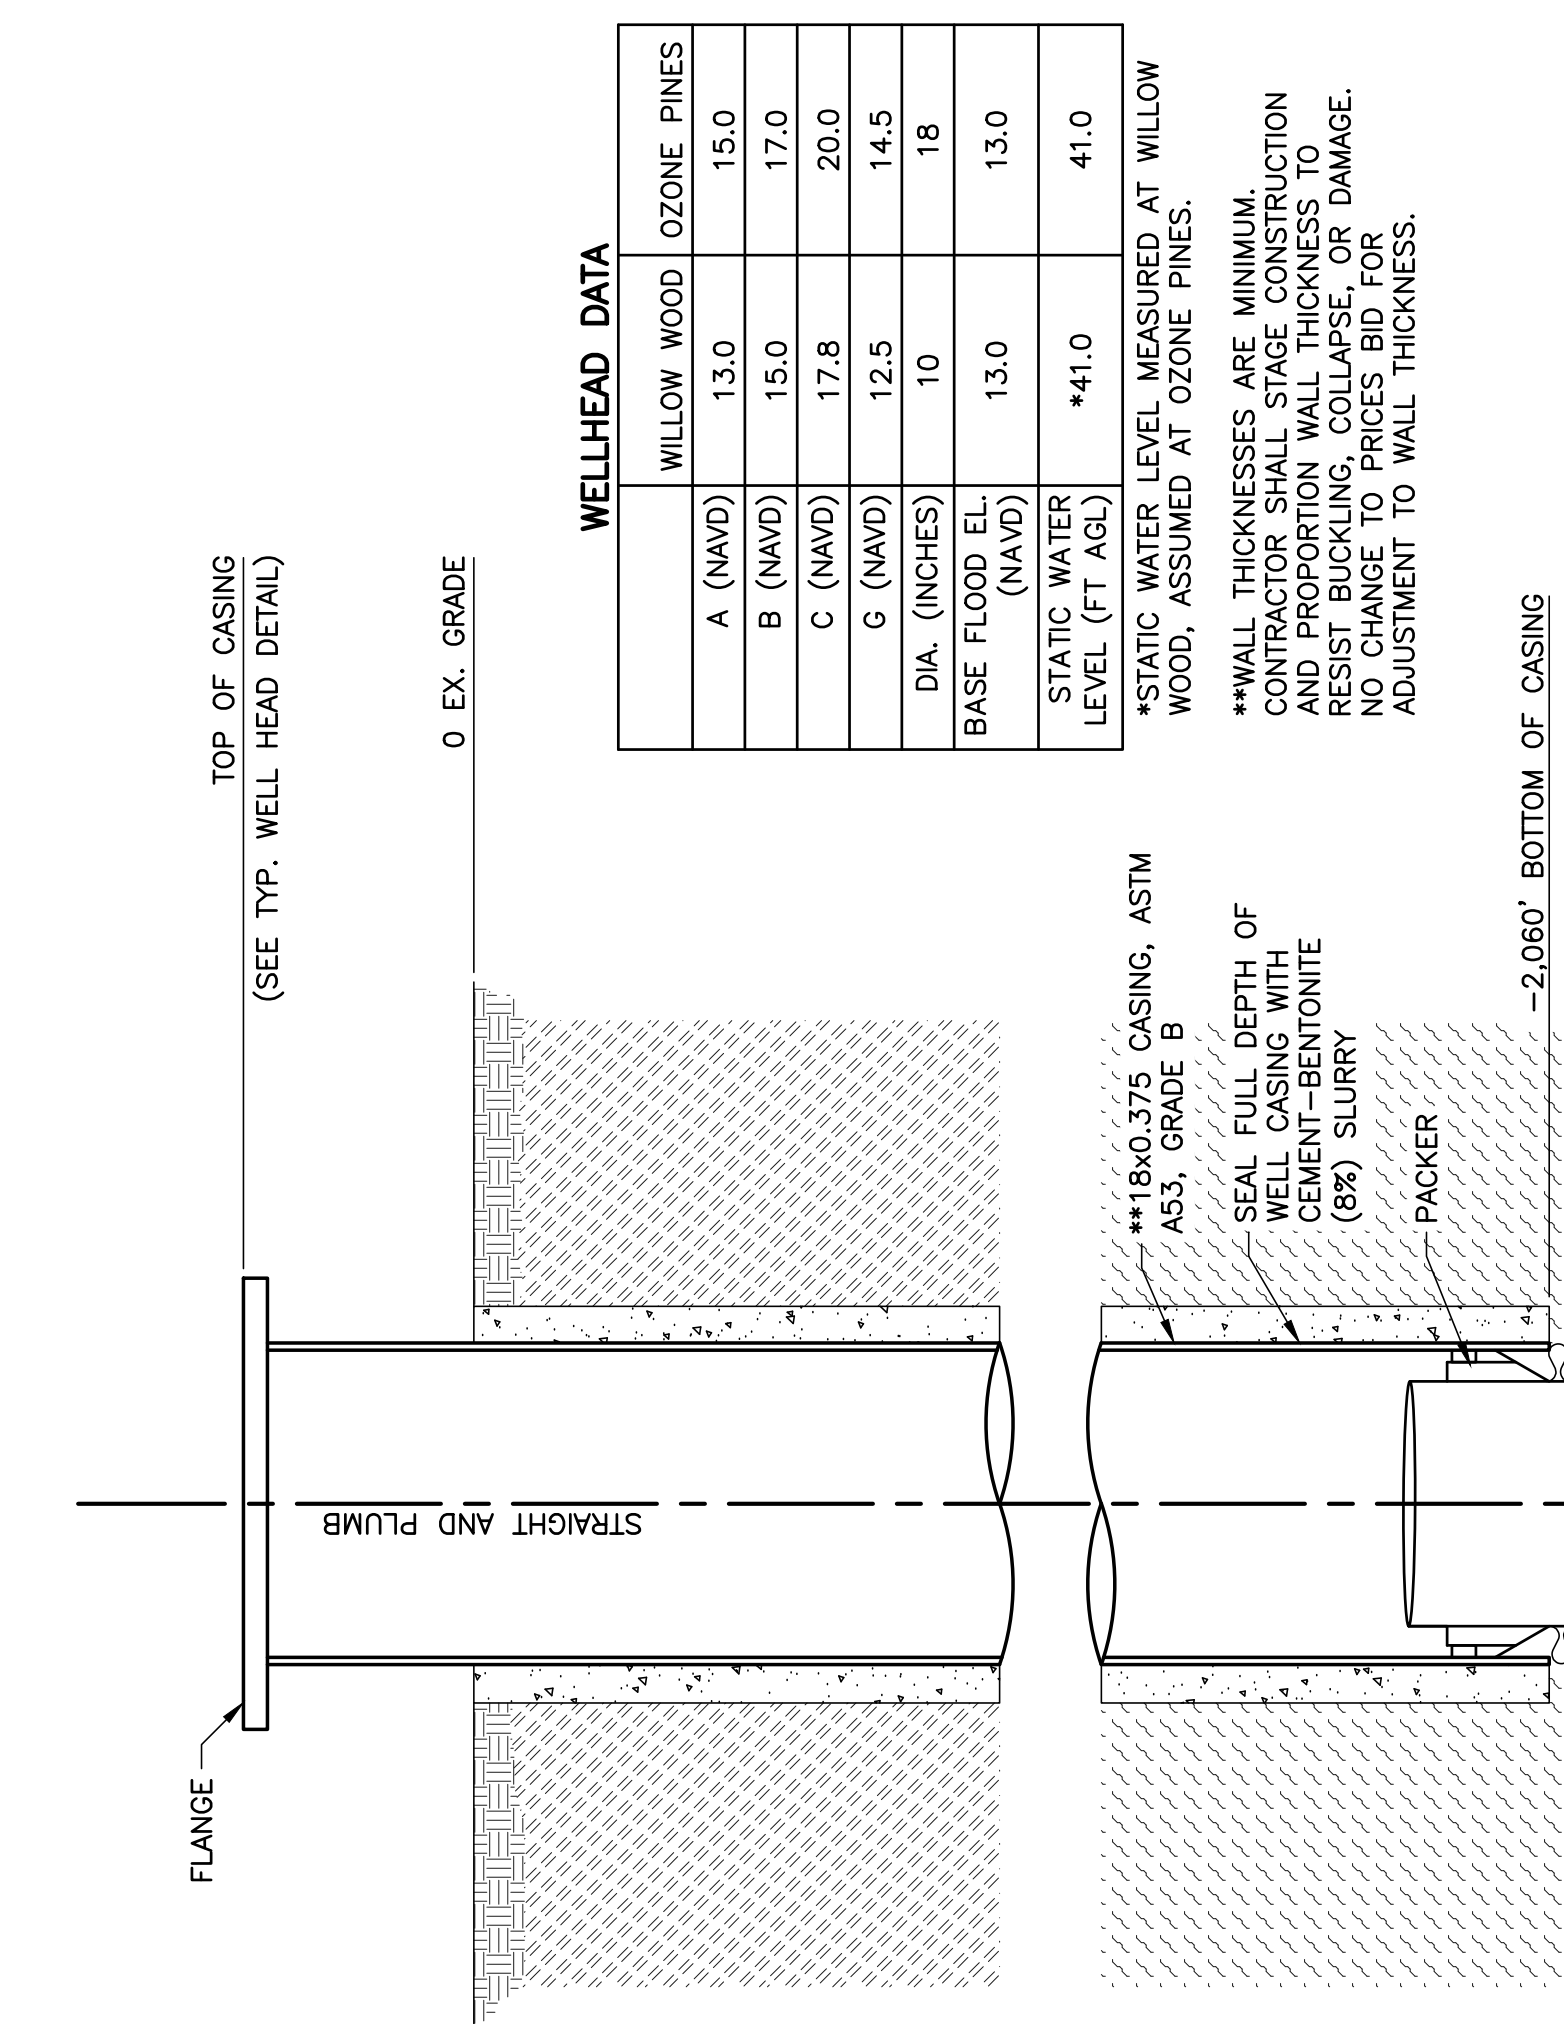 FLANGE
TOP OF CASING
(SEE TYP. WELL HEAD DETAIL)
0 EX. GRADE
STRAIGHT AND PLUMB
WELLHEAD DATA
WILLOW WOOD OZONE PINES
A (NAVD) 13.0 15.0
B (NAVD) 15.0 17.0
C (NAVD) 17.8 20.0
G (NAVD) 12.5 14.5
DIA. (INCHES) 10 18
BASE FLOOD EL.
(NAVD) 13.0 13.0
STATIC WATER
LEVEL (FT AGL) *41.0 41.0
*STATIC WATER LEVEL MEASURED AT WILLOW
WOOD, ASSUMED AT OZONE PINES.
**WALL THICKNESSES ARE MINIMUM.
CONTRACTOR SHALL STAGE CONSTRUCTION
AND PROPORTION WALL THICKNESS TO
RESIST BUCKLING, COLLAPSE, OR DAMAGE.
NO CHANGE TO PRICES BID FOR
ADJUSTMENT TO WALL THICKNESS.
**18x0.375 CASING, ASTM
A53, GRADE B
SEAL FULL DEPTH OF
WELL CASING WITH
CEMENT-BENTONITE
(8%) SLURRY
PACKER
-2,060' BOTTOM OF CASING